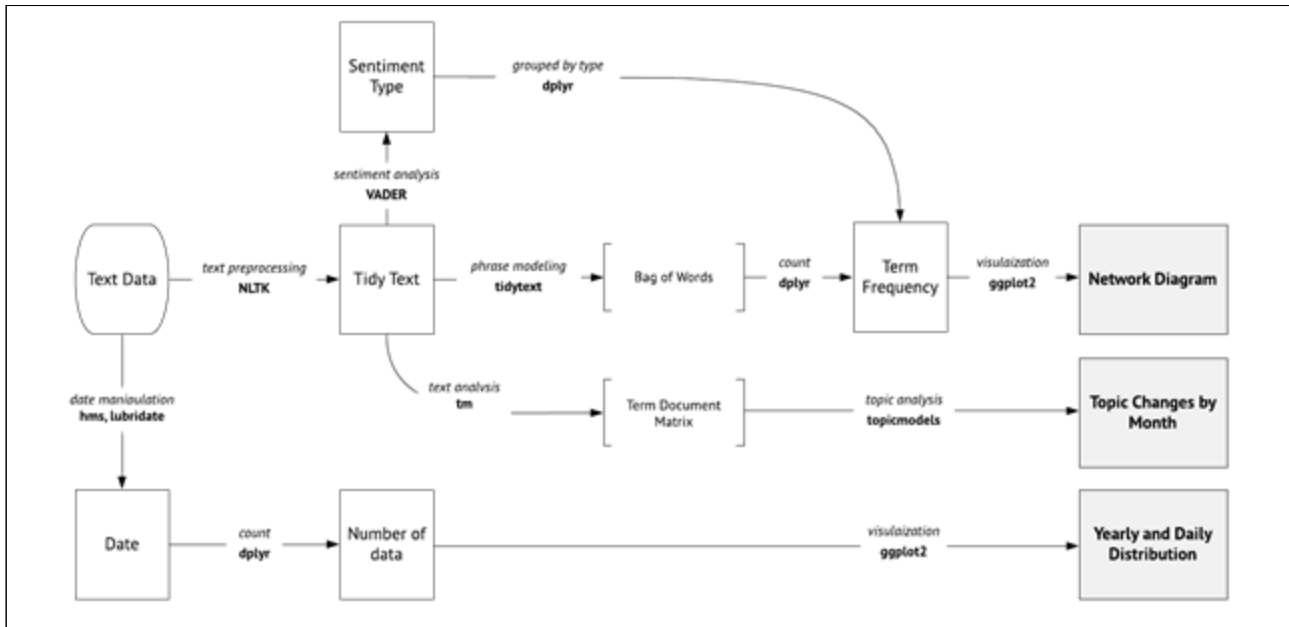 Sentiment
Type
grouped by type
dplyr
sentiment analysis
VADER
Text Data
text preprocessing
NLTK
Tidy Text
phrase modeling
tidytext
Bag of Words
count
dplyr
Term
Frequency
visulaization
ggplot2
Network Diagram
text analysis
tm
Term Document
Matrix
topic analysis
topicmodels
Topic Changes by
Month
date manioulation
hms, lubridate
Date
count
dplyr
Number of
data
visulaization
ggplot2
Yearly and Daily
Distribution